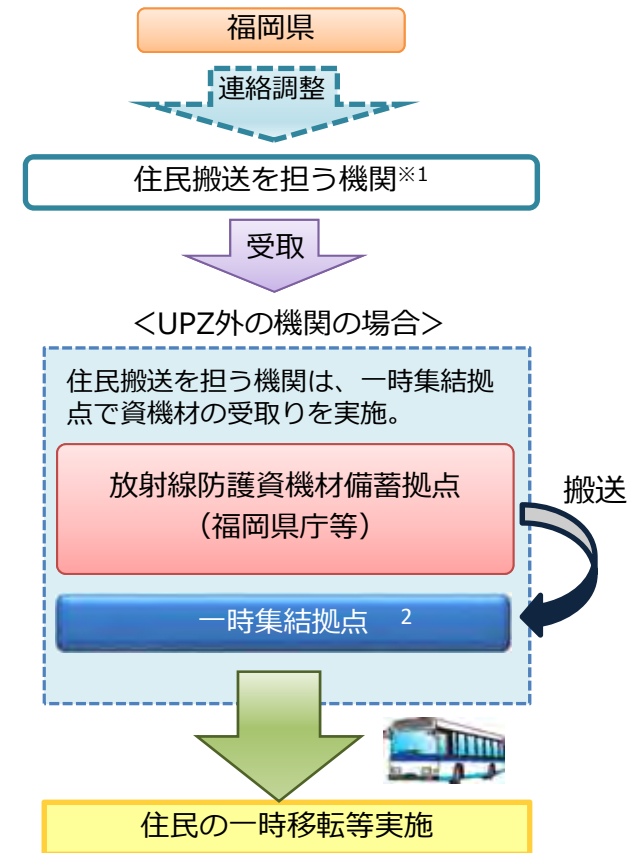 福岡県
連絡調整
住民搬送を担う機関※1
受取
＜UPZ外の機関の場合＞
住民搬送を担う機関は、一時集結拠
点で資機材の受取りを実施。
放射線防護資機材備蓄拠点
（福岡県庁等）
搬送
一時集結拠点 2
住民の一時移転等実施